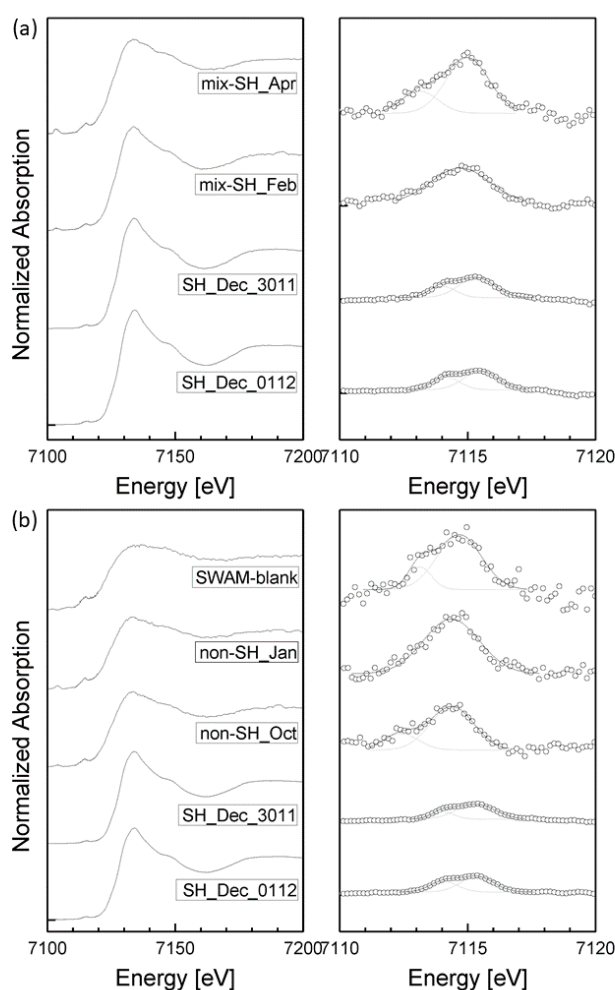 (a)
Normalized Absorption
mix-SH_Apr
mix-SH_Feb
SH_Dec_3011
SH_Dec_0112
7100 7150 7200
Energy [eV]
Normalized Absorption
7110 7115 7120
Energy [eV]
(b)
Normalized Absorption
SWAM-blank
non-SH_Jan
non-SH_Oct
SH_Dec_3011
SH_Dec_0112
7100 7150 7200
Energy [eV]
7110 7115 7120
Energy [eV]